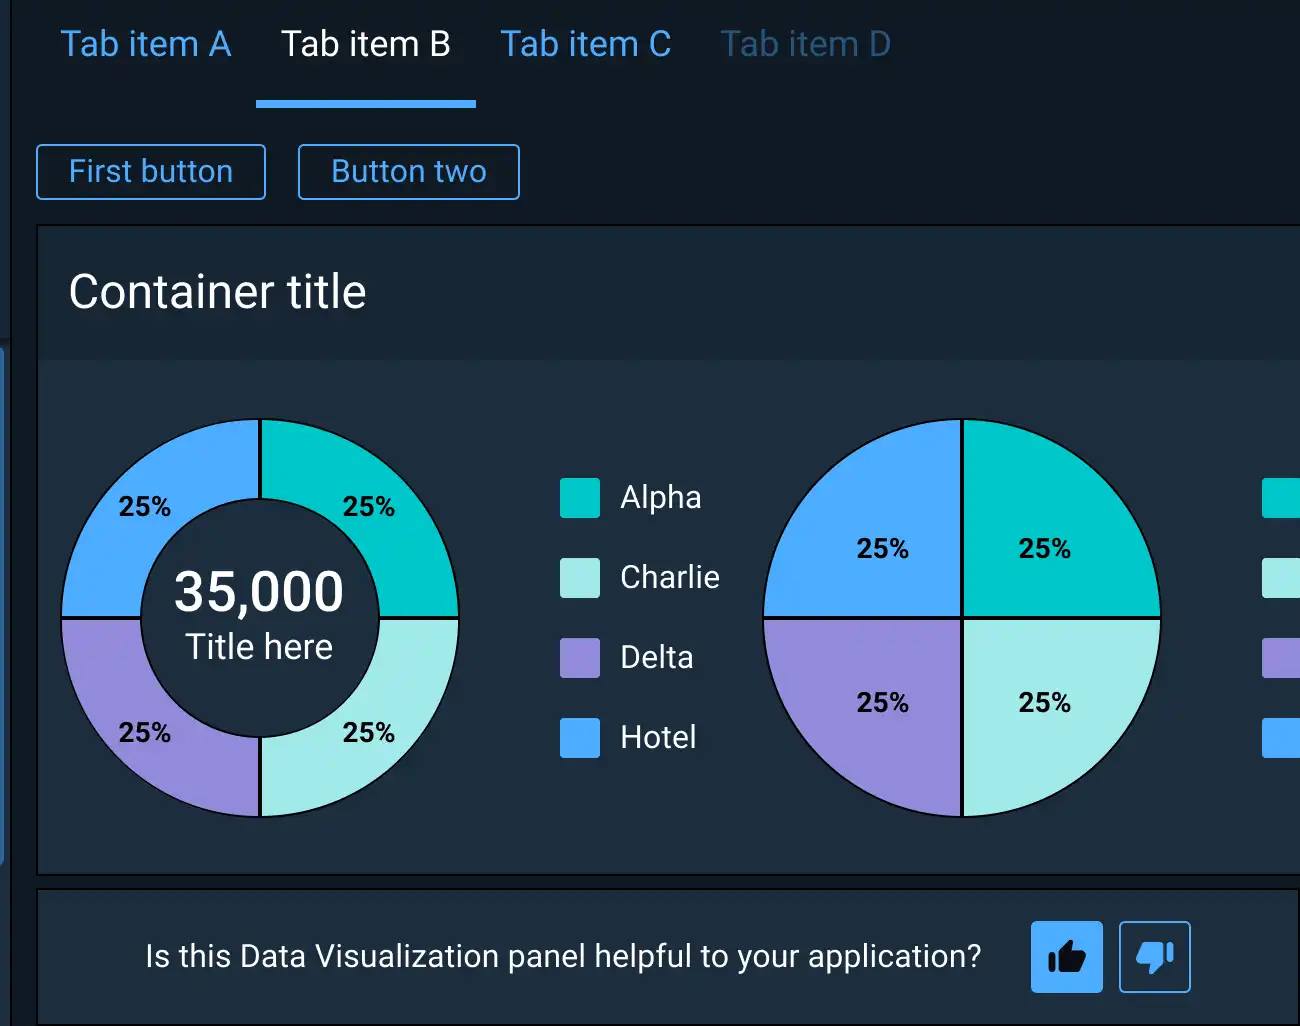 Tab item A Tab item B Tab item C Tab item D
First button Button two
Container title
25% 25%
35,000
Title here
25% 25%
Alpha
Charlie
Delta
Hotel
25% 25%
25% 25%
Is this Data Visualization panel helpful to your application?